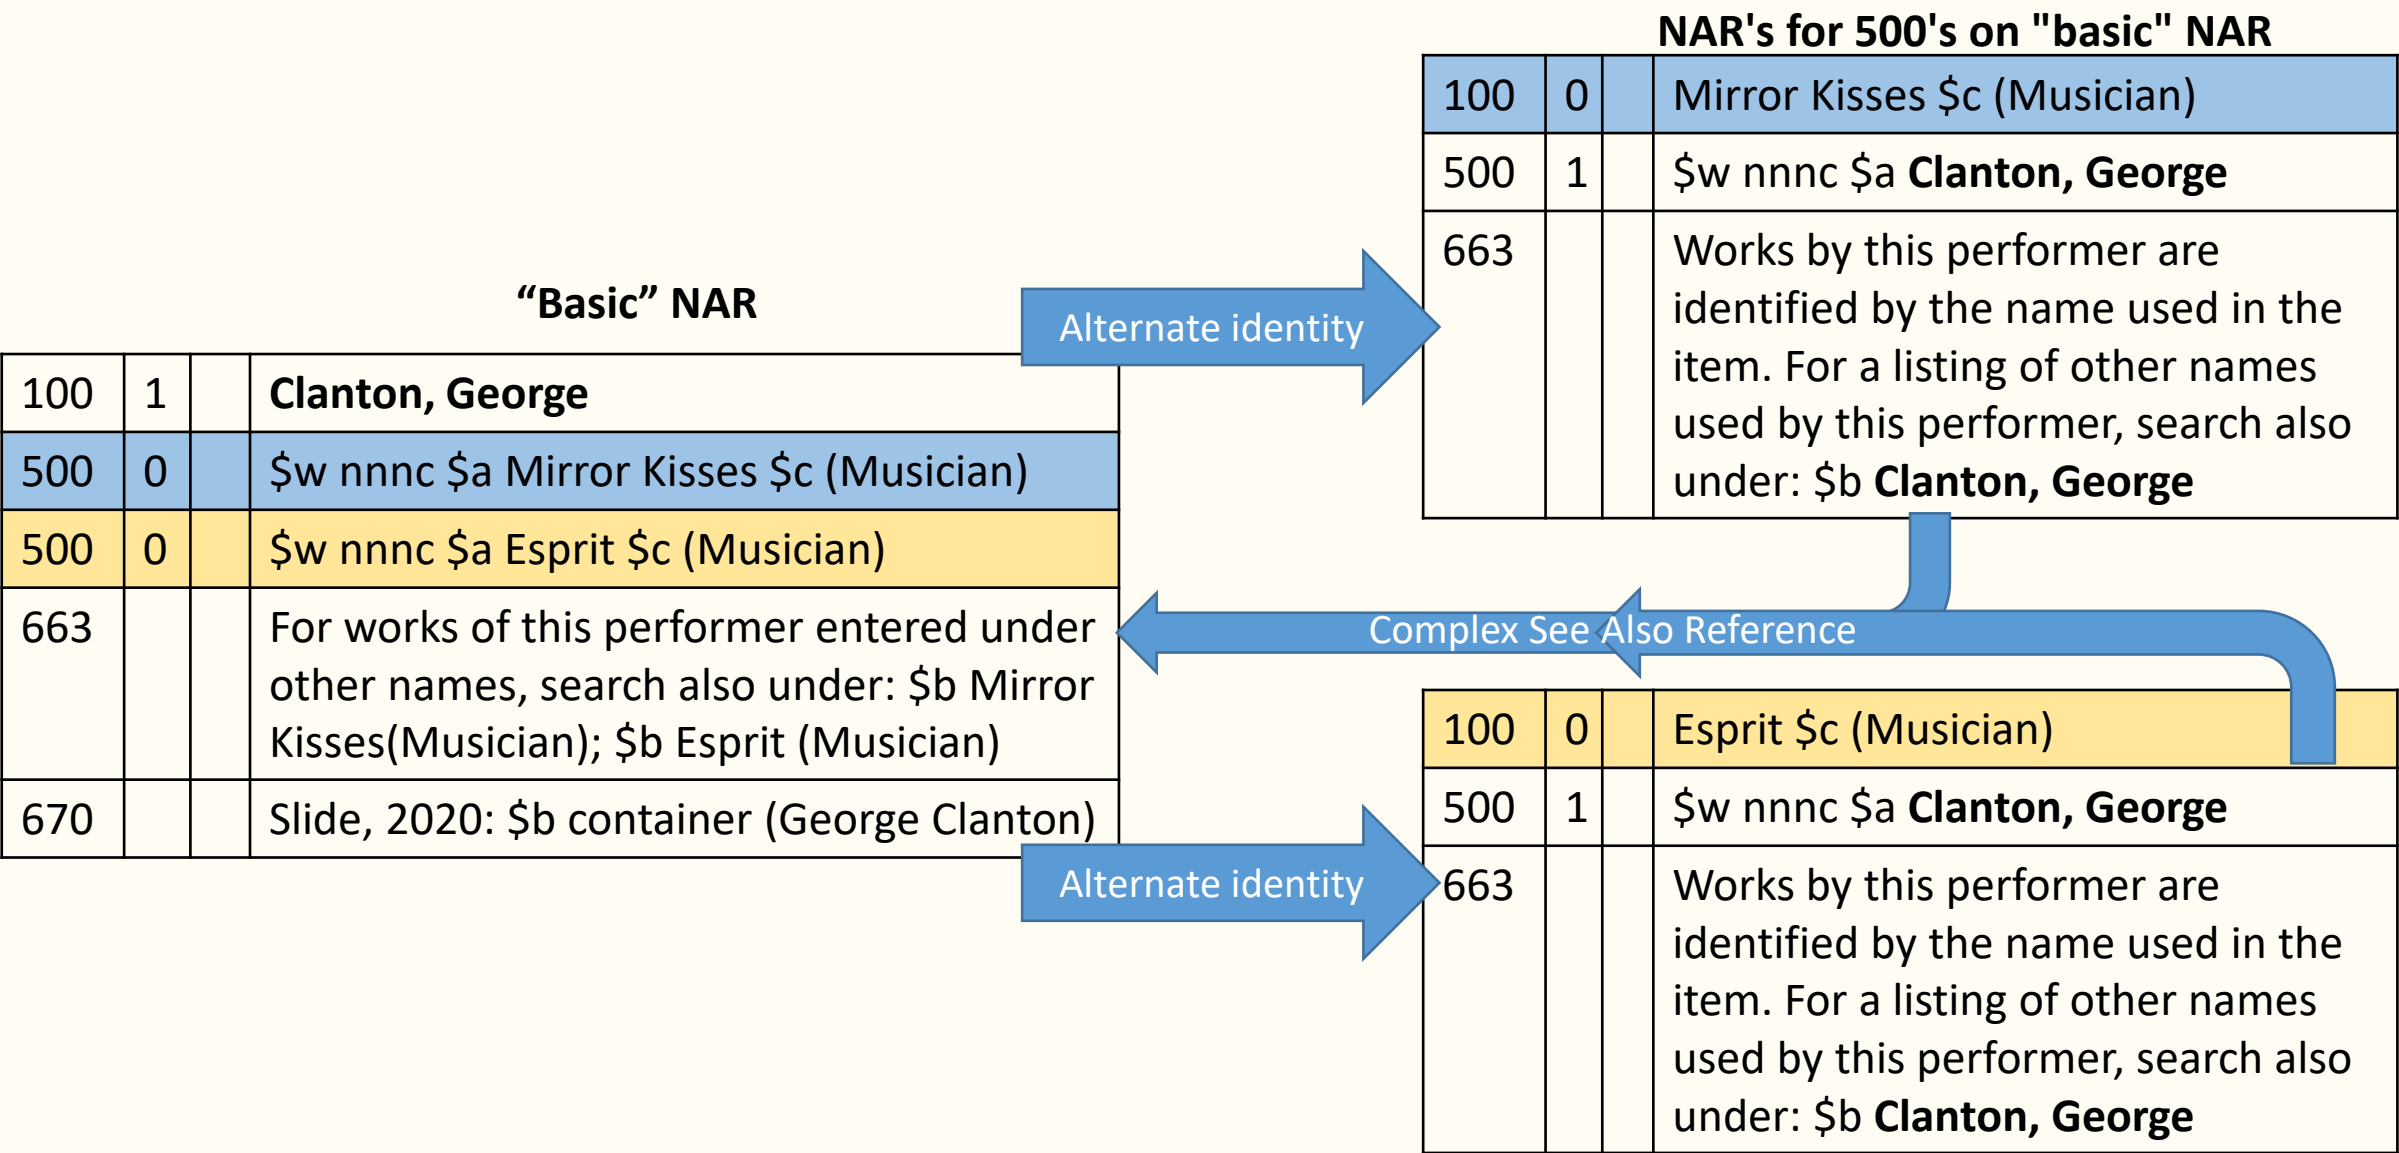 “Basic” NAR
100 1 Clanton, George
500 0 $w nnnc $a Mirror Kisses $c (Musician)
500 0 $w nnnc $a Esprit $c (Musician)
663 For works of this performer entered under
other names, search also under: $b Mirror
Kisses(Musician); $b Esprit (Musician)
670 Slide, 2020: $b container (George Clanton)
Alternate identity
Complex See Also Reference
Alternate identity
NAR's for 500's on "basic" NAR
100 0 Mirror Kisses $c (Musician)
500 1 $w nnnc $a Clanton, George
663 Works by this performer are
identified by the name used in the
item. For a listing of other names
used by this performer, search also
under: $b Clanton, George
100 0 Esprit $c (Musician)
500 1 $w nnnc $a Clanton, George
663 Works by this performer are
identified by the name used in the
item. For a listing of other names
used by this performer, search also
under: $b Clanton, George